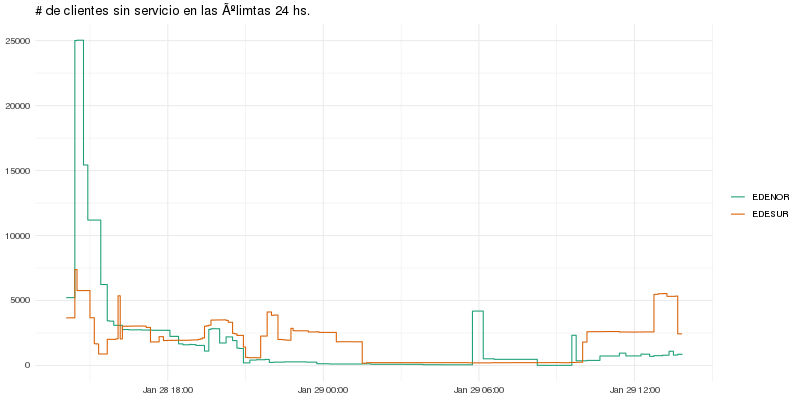 # de clientes sin servicio en las Ãºlimtas 24 hs.
25000
20000
15000
10000
5000
0
Jan 28 18:00
Jan 29 00:00
Jan 29 06:00
Jan 29 12:00
EDENOR
EDESUR